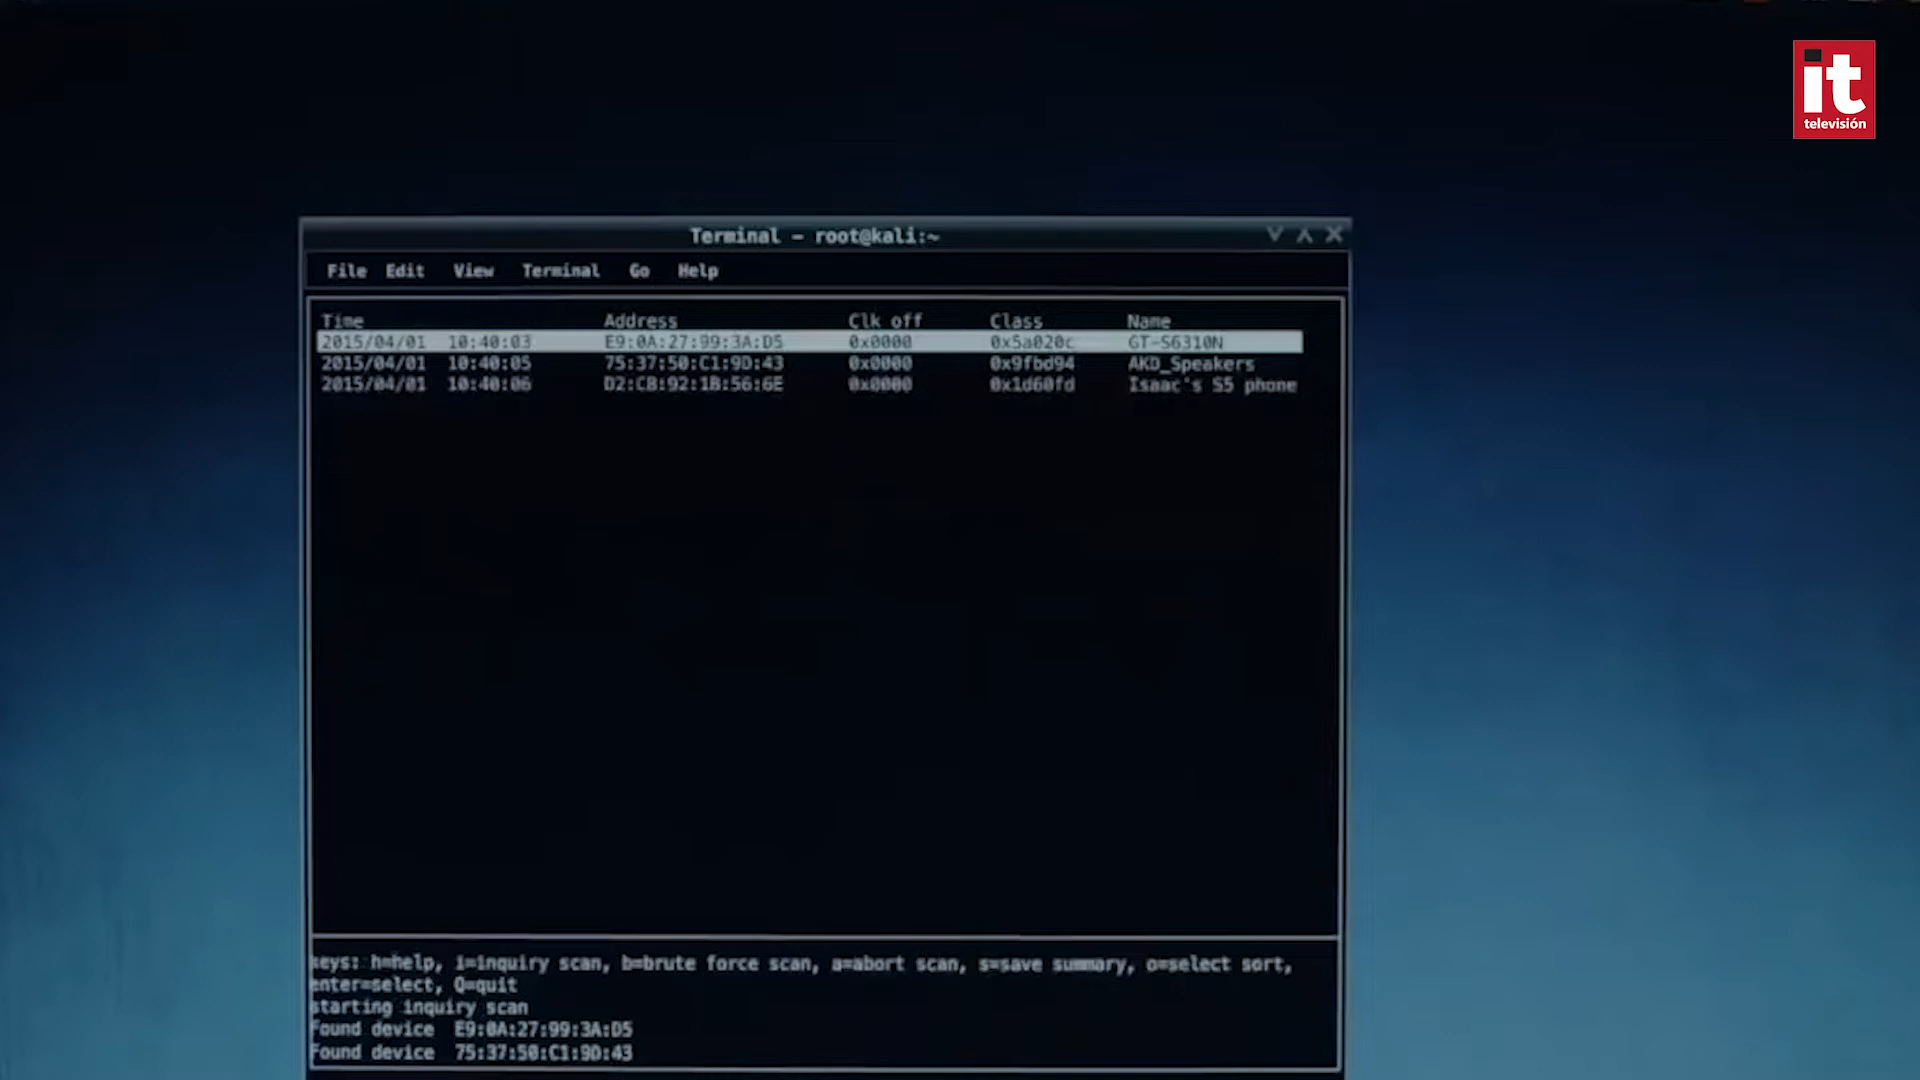 it
televisión
Terminal - root@kali:~
File Edit View Terminal Go Help
Time Address Clk off Class Name
2015/04/01 10:40:03 E9:0A:27:99:3A:D5 0x0000 0x5a020c GT-S6310N
2015/04/01 10:40:05 75:37:50:C1:9D:43 0x0000 0x9fbd94 AKD_Speakers
2015/04/01 10:40:06 D2:CB:92:1B:56:6E 0x0000 0x1d60fd Isaac's S5 phone
keys: h=help, i=inquiry scan, b=brute force scan, a=abort scan, s=save summary, o=select sort,
enter=select, Q=quit
starting inquiry scan
Found device E9:0A:27:99:3A:D5
Found device 75:37:50:C1:9D:43